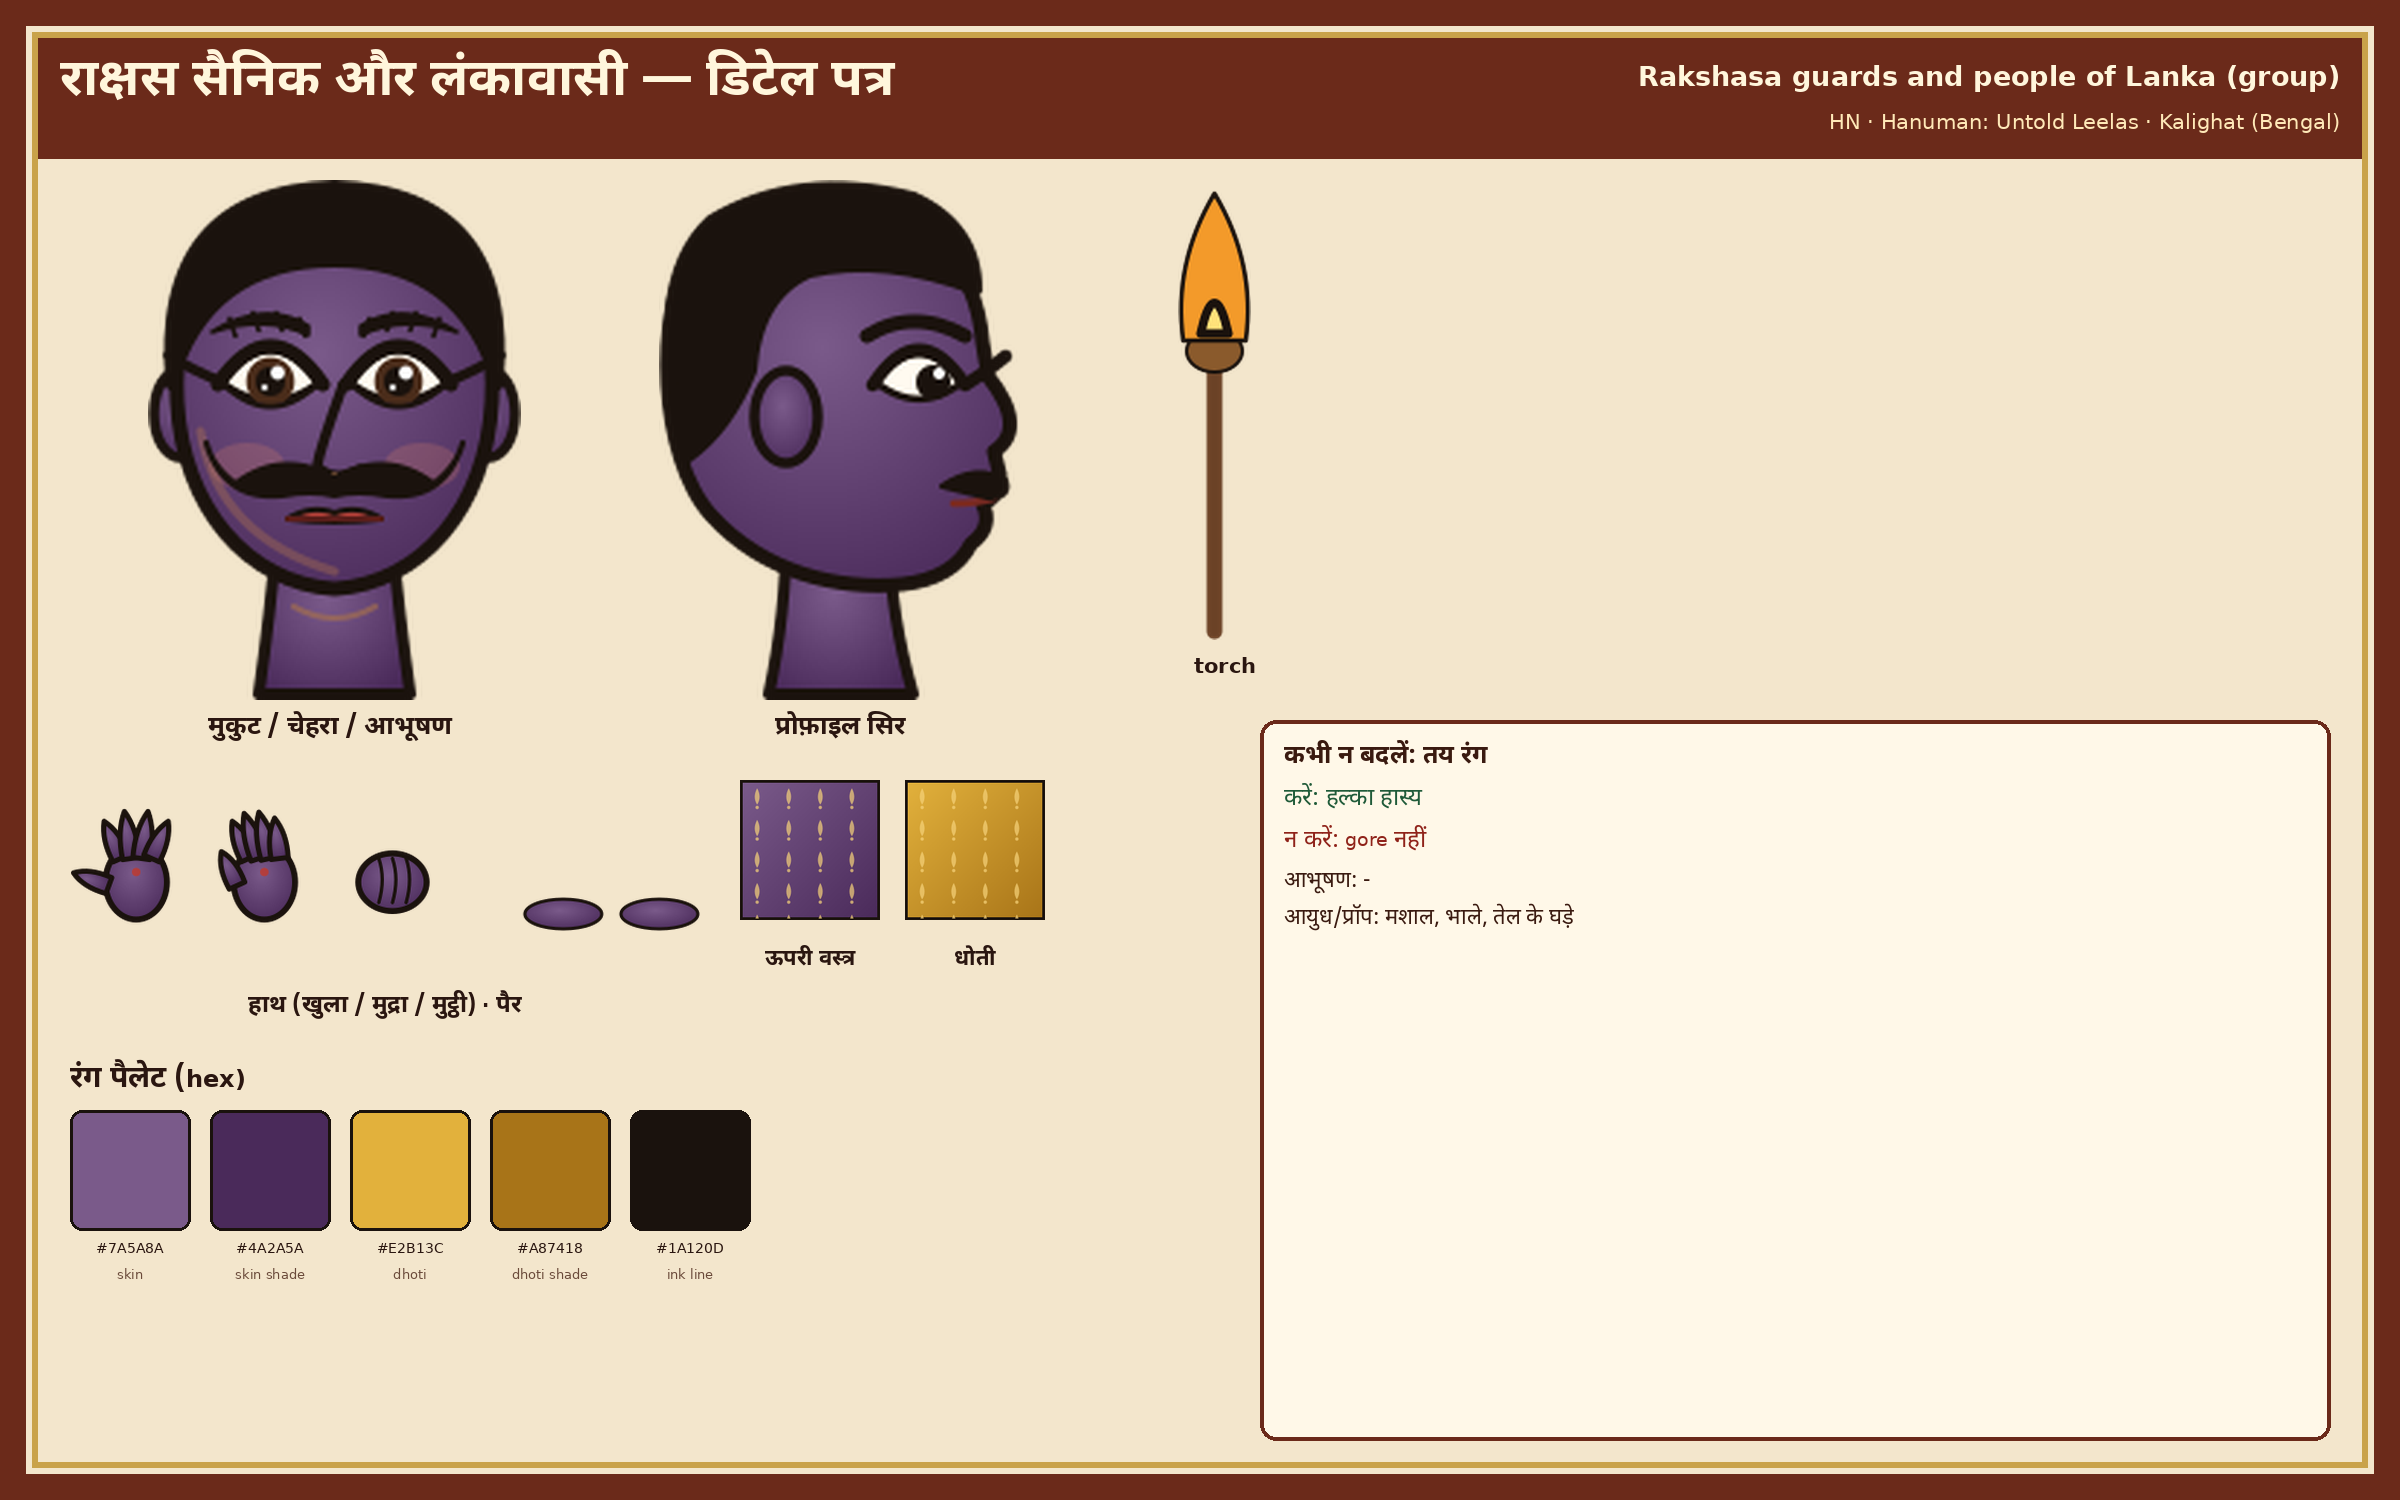 राक्षस सैनिक और लंकावासी — डिटेल पत्र
Rakshasa guards and people of Lanka (group)
HN · Hanuman: Untold Leelas · Kalighat (Bengal)
torch
मुकुट / चेहरा / आभूषण
प्रोफ़ाइल सिर
कभी न बदलें: तय रंग
करें: हल्का हास्य
न करें: gore नहीं
आभूषण: -
आयुध/प्रॉप: मशाल, भाले, तेल के घड़े
ऊपरी वस्त्र
धोती
हाथ (खुला / मुद्रा / मुट्ठी) · पैर
रंग पैलेट (hex)
#7A5A8A
#4A2A5A
#E2B13C
#A87418
#1A120D
skin
skin shade
dhoti
dhoti shade
ink line